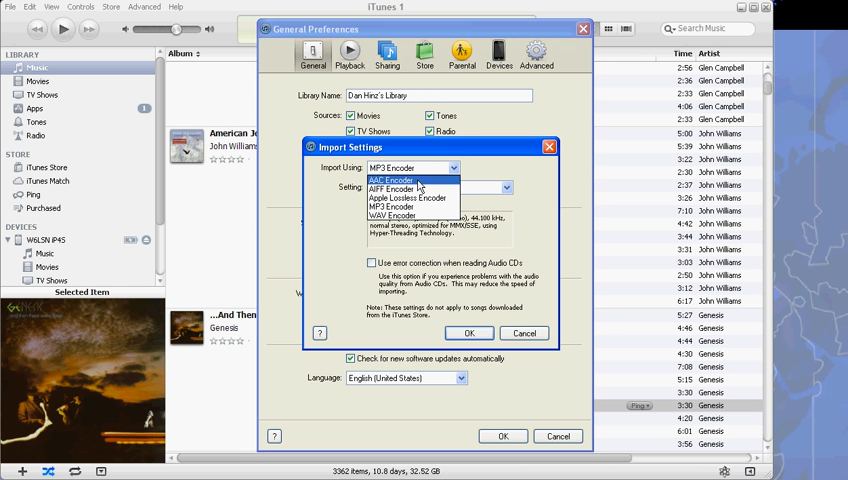 File Edit View Controls Store Advanced Help
iTunes 1
Search Music
LIBRARY
Music
Movies
TV Shows
Apps 1
Tones
Radio
STORE
iTunes Store
iTunes Match
Ping
Purchased
DEVICES
W6LSN iP4S
Music
Movies
TV Shows
Selected Item
GENESIS
Album
American Jo
John Williams
...And Then
Genesis
General Preferences
General Playback Sharing Store Parental Devices Advanced
Library Name: Dan Hinz's Library
Sources: Movies Tones
TV Shows Radio
Import Settings
Import Using: MP3 Encoder
AAC Encoder
Setting:
AIFF Encoder
Apple Lossless Encoder
MP3 Encoder
WAV Encoder
o), 44.100 kHz,
normal stereo, optimized for MMX/SSE, using
Hyper-Threading Technology.
Use error correction when reading Audio CDs
Use this option if you experience problems with the audio
quality from Audio CDs. This may reduce the speed of
importing.
Note: These settings do not apply to songs downloaded
from the iTunes Store.
? OK Cancel
Check for new software updates automatically
Language: English (United States)
? OK Cancel
Time Artist
2:56 Glen Campbell
2:36 Glen Campbell
2:33 Glen Campbell
4:06 Glen Campbell
2:33 Glen Campbell
5:00 John Williams
5:39 John Williams
3:22 John Williams
2:30 John Williams
3:26 John Williams
7:10 John Williams
4:42 John Williams
3:44 John Williams
3:31 John Williams
3:03 John Williams
2:50 John Williams
3:12 John Williams
6:17 John Williams
5:27 Genesis
4:46 Genesis
4:44 Genesis
4:30 Genesis
7:08 Genesis
5:15 Genesis
3:30 Genesis
Ping 3:30 Genesis
4:20 Genesis
6:01 Genesis
3:56 Genesis
3362 items, 10.8 days, 32.52 GB